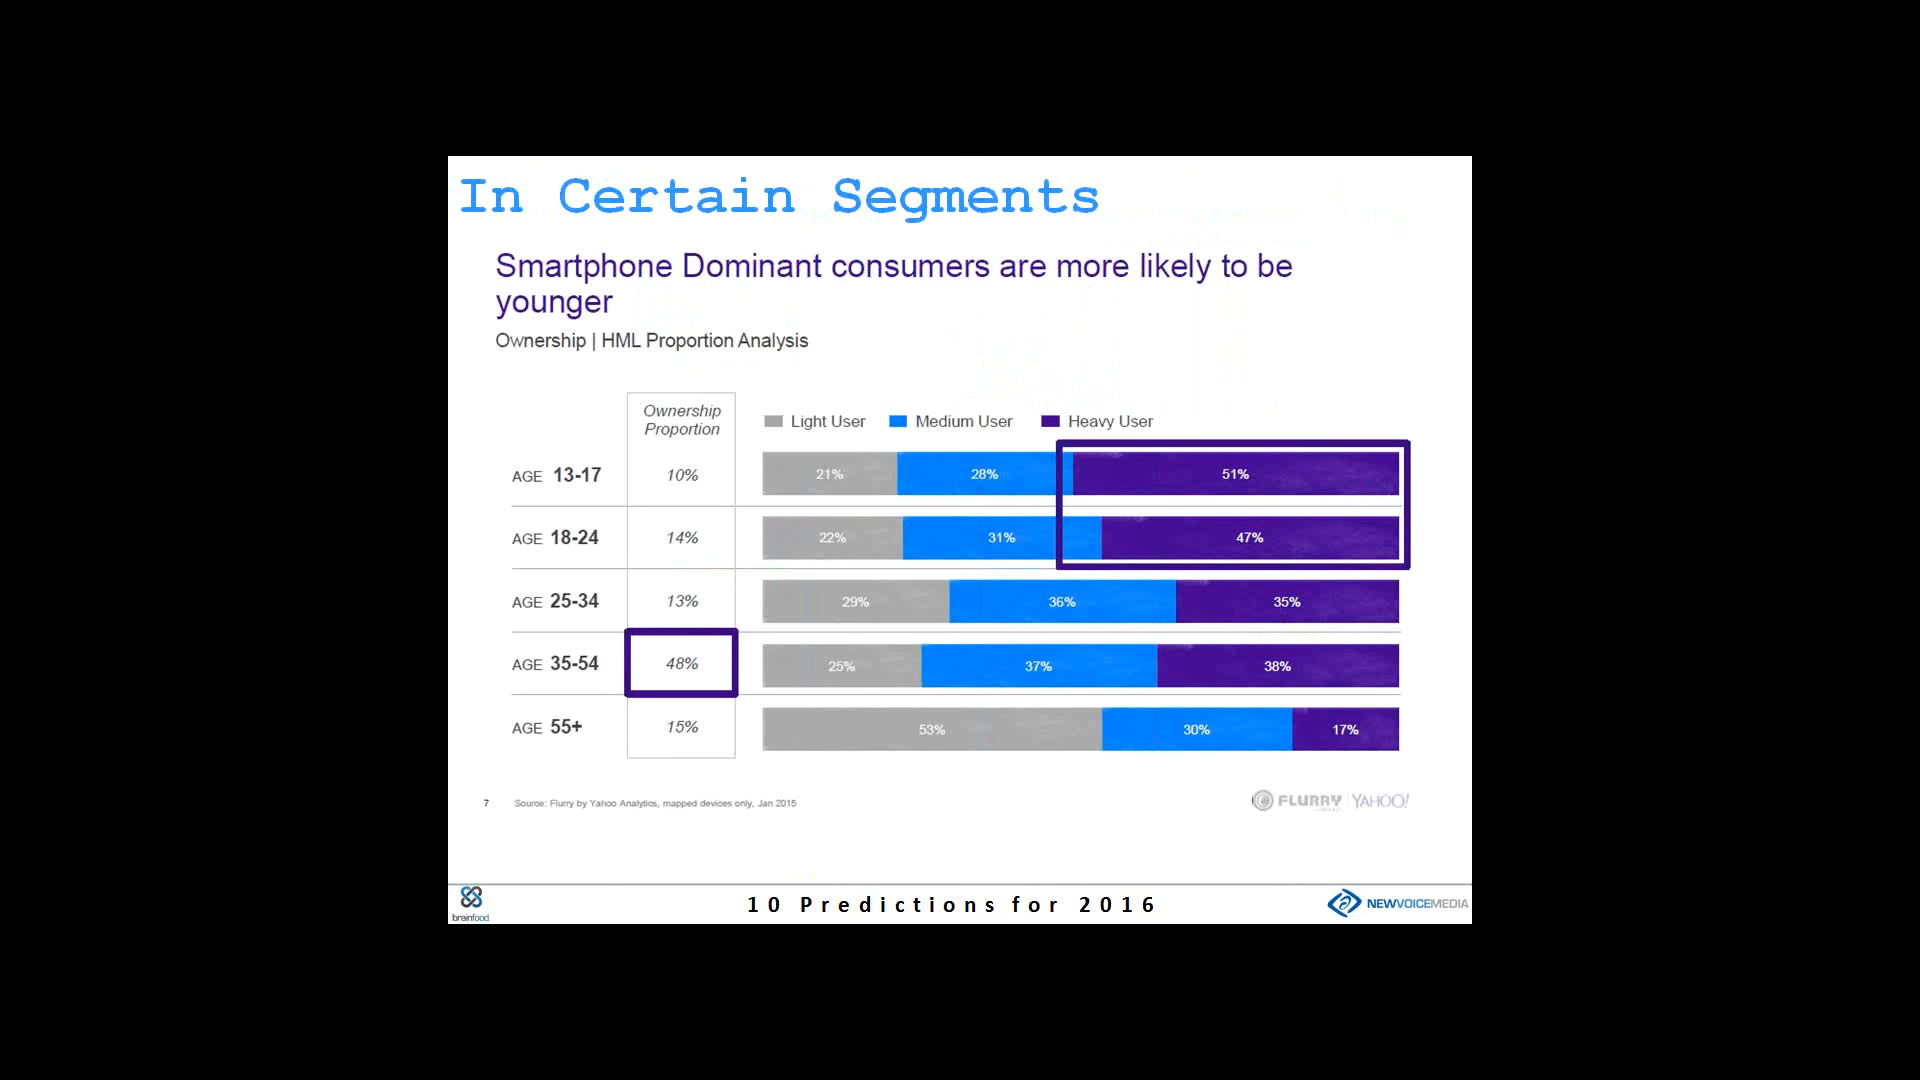 In Certain Segments
Smartphone Dominant consumers are more likely to be
younger
Ownership | HML Proportion Analysis
Ownership
Proportion
Light User Medium User Heavy User
AGE 13-17 10% 21% 28% 51%
AGE 18-24 14% 22% 31% 47%
AGE 25-34 13% 29% 36% 35%
AGE 35-54 48% 25% 37% 38%
AGE 55+ 15% 53% 30% 17%
7 Source: Flurry by Yahoo Analytics, mapped devices only, Jan 2015
FLURRY YAHOO!
brainfood
10 Predictions for 2016
NEWVOICEMEDIA